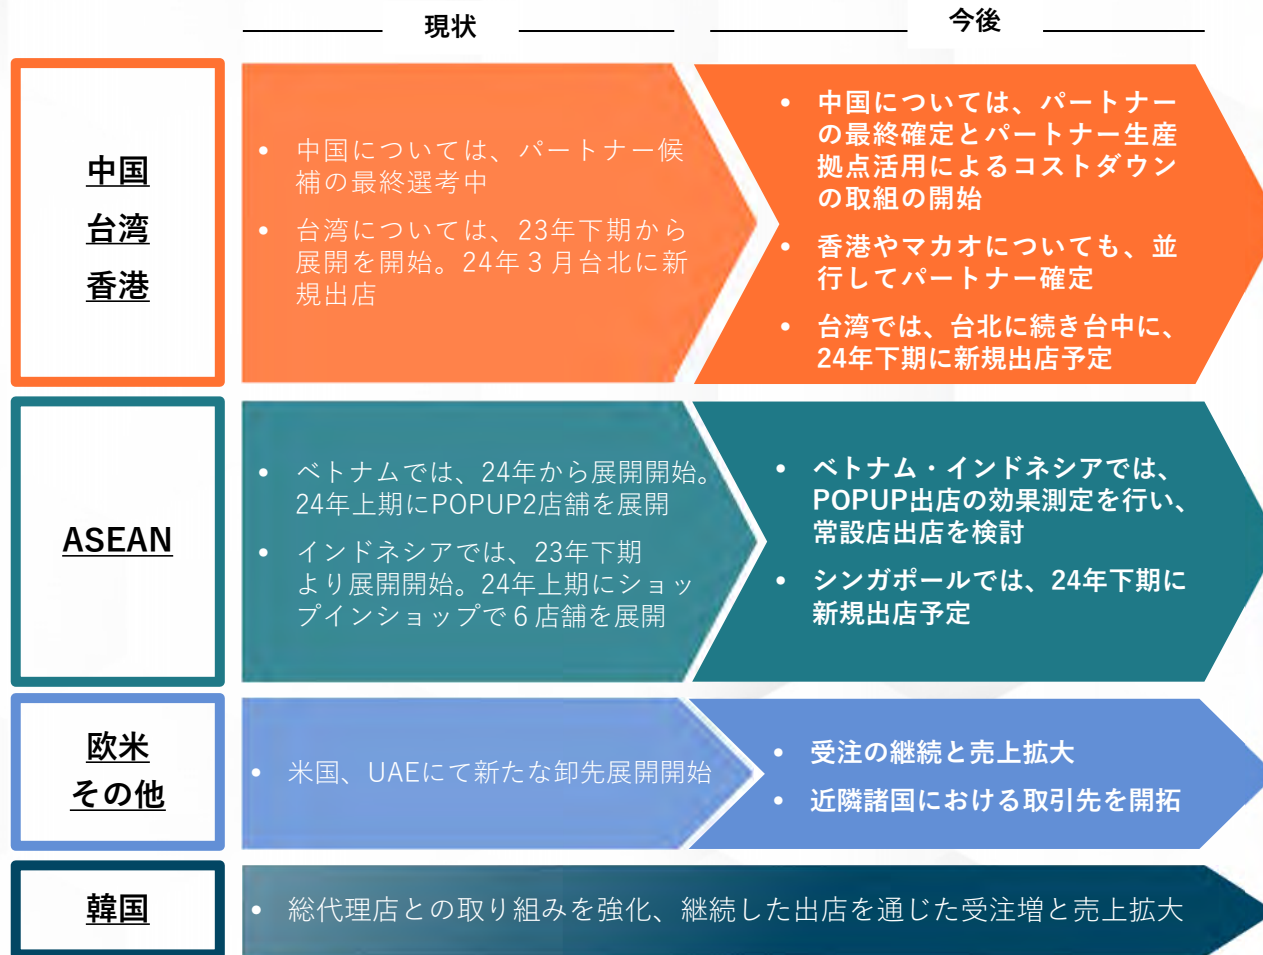 現状
今後
中国
台湾
香港
• 中国については、パートナー候
補の最終選考中
• 台湾については、23年下期から
展開を開始。24年３月台北に新
規出店
• 中国については、パートナー
の最終確定とパートナー生産
拠点活用によるコストダウン
の取組の開始
• 香港やマカオについても、並
行してパートナー確定
• 台湾では、台北に続き台中に、
24年下期に新規出店予定
ASEAN
• ベトナムでは、24年から展開開始。
24年上期にPOPUP2店舗を展開
• インドネシアでは、23年下期
より展開開始。24年上期にショッ
プインショップで６店舗を展開
• ベトナム・インドネシアでは、
POPUP出店の効果測定を行い、
常設店出店を検討
• シンガポールでは、24年下期に
新規出店予定
欧米
その他
• 米国、UAEにて新たな卸先展開開始
• 受注の継続と売上拡大
• 近隣諸国における取引先を開拓
韓国
• 総代理店との取り組みを強化、継続した出店を通じた受注増と売上拡大